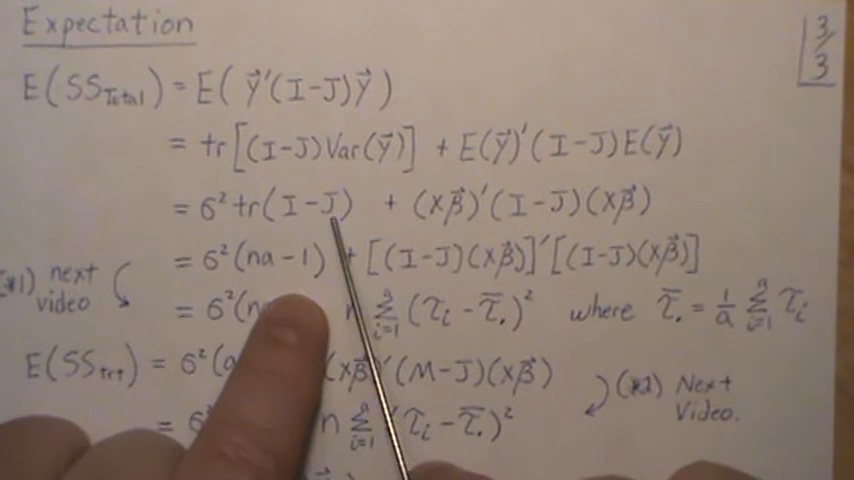 Expectation
3/3
E(SS_Total) = E( Y⃗'(I-J)Y⃗ )
= tr[(I-J)Var(Y⃗)] + E(Y⃗)'(I-J)E(Y⃗)
= σ² tr(I-J) + (Xβ⃗)'(I-J)(Xβ⃗)
= σ²(na-1) + [(I-J)(Xβ⃗)]'[(I-J)(Xβ⃗)]
*1) next video
= σ²(n n Σ_{i=1}^{a} (τ_i - τ̄.)² where τ̄. = 1/a Σ_{i=1}^{a} τ_i
E(SS_trt) = σ²(a (Xβ⃗)'(M-J)(Xβ⃗)
(*2) Next Video.
= σ² n Σ_{i=1}^{a} (τ_i - τ̄.)²